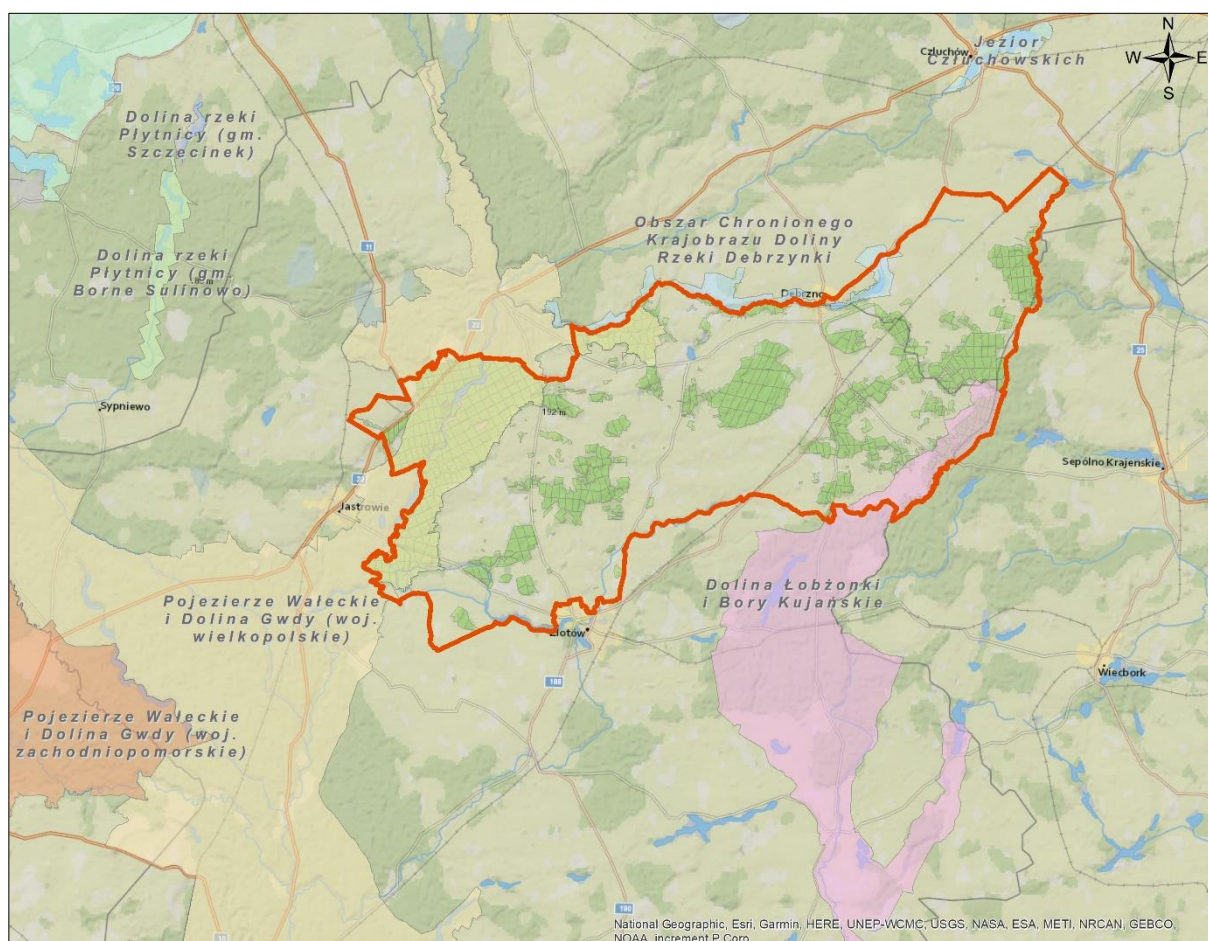 N
W E
S
Człuchów
Jezior
Człuchowskich
20
Dolina rzeki
Płytnicy (gm.
Szczecinek)
Obszar Chronionego
Krajobrazu Doliny
Rzeki Debrzynki
11
Dolina rzeki
Płytnicy (gm.
Borne Sulinowo)
Debrzno
22
25
Sypniewo
192 m
Sępólno Krajeńskie
22
Jastrowie
Dolina Łobżonki
i Bory Kujańskie
Pojezierze Wałeckie
i Dolina Gwdy (woj.
wielkopolskie)
Złotów
Więcbork
188
Pojezierze Wałeckie
i Dolina Gwdy (woj.
zachodniopomorskie)
190
National Geographic, Esri, Garmin, HERE, UNEP-WCMC, USGS, NASA, ESA, METI, NRCAN, GEBCO,
NOAA, increment P Corp.
10